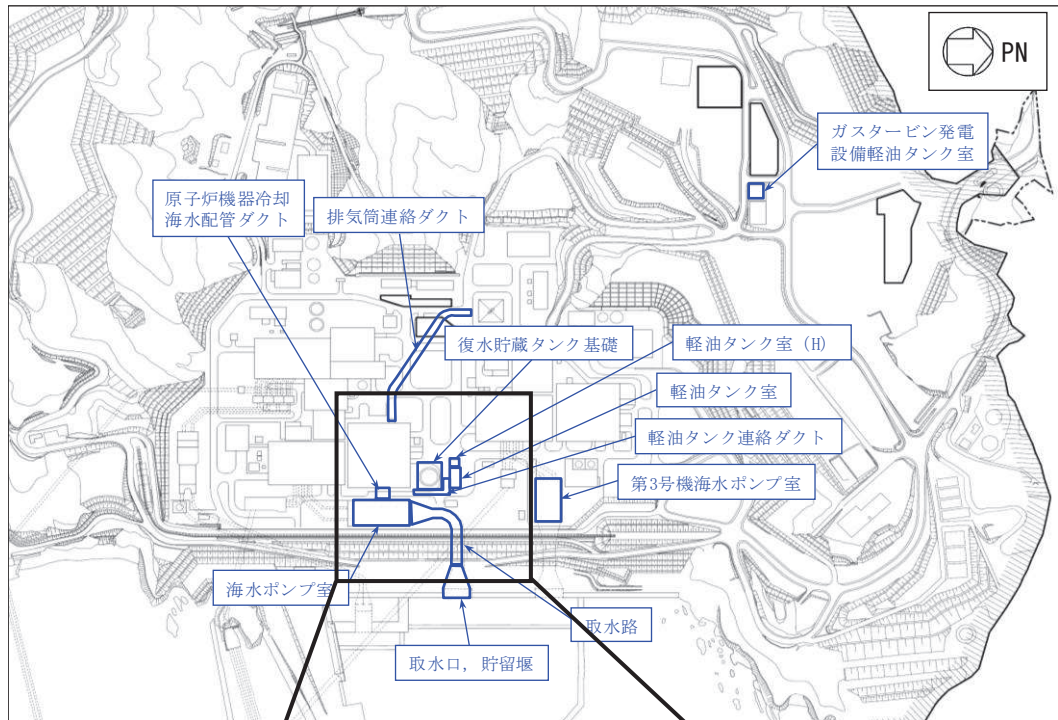 PN
ガスタービン発電
設備軽油タンク室
原子炉機器冷却
海水配管ダクト
排気筒連絡ダクト
復水貯蔵タンク基礎
軽油タンク室（H）
軽油タンク室
軽油タンク連絡ダクト
第3号機海水ポンプ室
海水ポンプ室
取水路
取水口，貯留堰